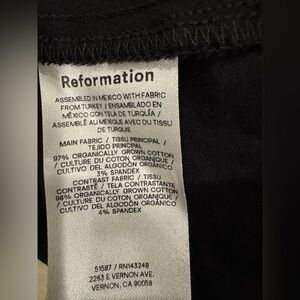 Reformation
ASSEMBLED IN MEXICO WITH FABRIC
FROM TURKEY / ENSAMBLADO EN
MÉXICO CON TELA DE TURQUÍA /
ASSEMBLÉ AU MEXIQUE AVEC DU TISSU
DE TURQUIE
MAIN FABRIC / TISSU PRINCIPAL /
TEJIDO PRINCIPAL
97% ORGANICALLY GROWN COTTON
/ CULTURE DU COTON ORGANIQUE /
CULTIVO DEL ALGODÓN ORGÁNICO
3% SPANDEX
CONTRAST FABRIC / TISSU
CONTRASTÉ / TELA CONTRASTANTE
96% ORGANICALLY GROWN COTTON
/ CULTURE DU COTON ORGANIQUE /
CULTIVO DEL ALGODÓN ORGÁNICO
4% SPANDEX
51587 / RN143248
2263 E VERNON AVE.
VERNON, CA 90058